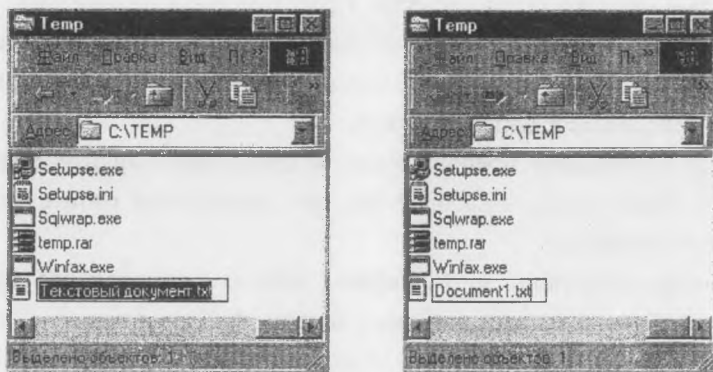 Temp
Файл Правка Вид Пе »
»
Адрес C:\TEMP
Setupse.exe
Setupse.ini
Sqlwrap.exe
temp.rar
Winfax.exe
Текстовый документ.txt
Выделено объектов: 1
Temp
Файл Правка Вид Пе »
»
Адрес C:\TEMP
Setupse.exe
Setupse.ini
Sqlwrap.exe
temp.rar
Winfax.exe
Document1.txt
Выделено объектов: 1